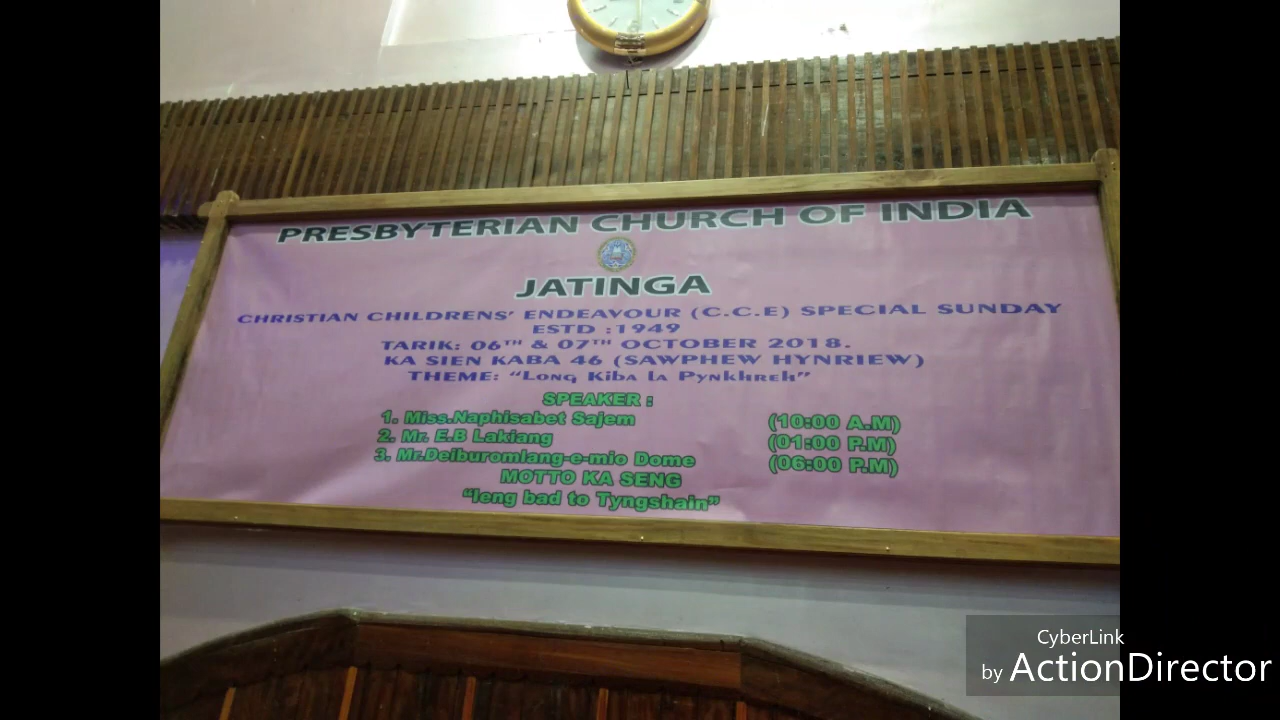 PRESBYTERIAN CHURCH OF INDIA
JATINGA
CHRISTIAN CHILDRENS' ENDEAVOUR (C.C.E) SPECIAL SUNDAY
ESTD :1949
TARIK: 06TH & 07TH OCTOBER 2018.
KA SIEN KABA 46 (SAWPHEW HYNRIEW)
THEME: "Long Kiba la Pynkhreh"
SPEAKER :
1. Miss.Naphisabet Sajem (10:00 A.M)
2. Mr. E.B Lakiang (01:00 P.M)
3. Mr.Deiburomlang-e-mio Dome (06:00 P.M)
MOTTO KA SENG
"Ieng bad to Tyngshain"
CyberLink
by ActionDirector